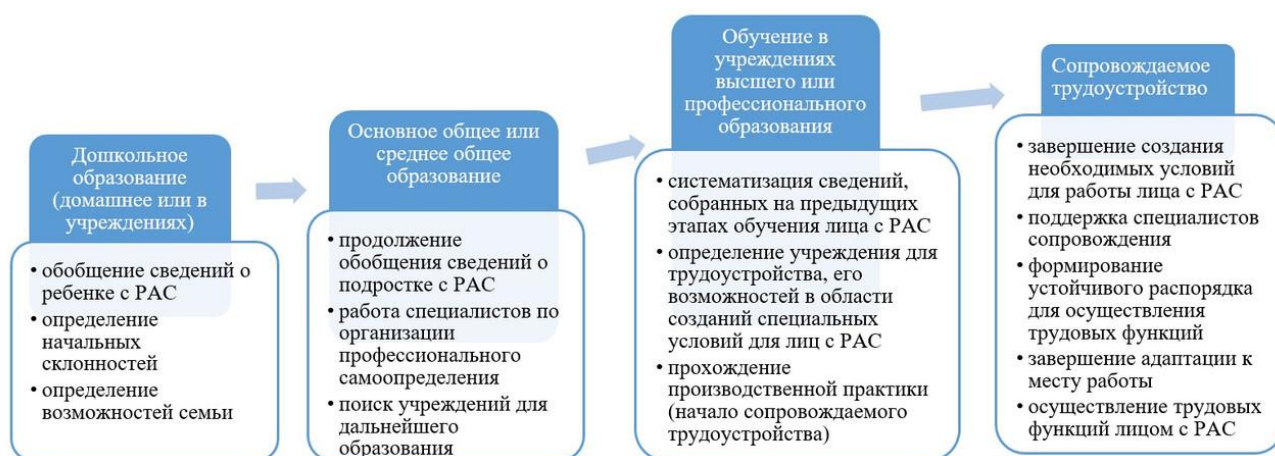 Дошкольное
образование
(домашнее или в
учреждениях)
• обобщение сведений о
ребенке с РАС
• определение
начальных
склонностей
• определение
возможностей семьи
Основное общее или
среднее общее
образование
• продолжение
обобщения сведений о
подростке с РАС
• работа специалистов по
организации
профессионального
самоопределения
• поиск учреждений для
дальнейшего
образования
Обучение в
учреждениях
высшего или
профессионального
образования
• систематизация сведений,
собранных на предыдущих
этапах обучения лица с РАС
• определение учреждения для
трудоустройства, его
возможностей в области
созданий специальных
условий для лиц с РАС
• прохождение
производственной практики
(начало сопровождаемого
трудоустройства)
Сопровождаемое
трудоустройство
• завершение создания
необходимых условий
для работы лица с РАС
• поддержка специалистов
сопровождения
• формирование
устойчивого распорядка
для осуществления
трудовых функций
• завершение адаптации к
месту работы
• осуществление трудовых
функций лицом с РАС